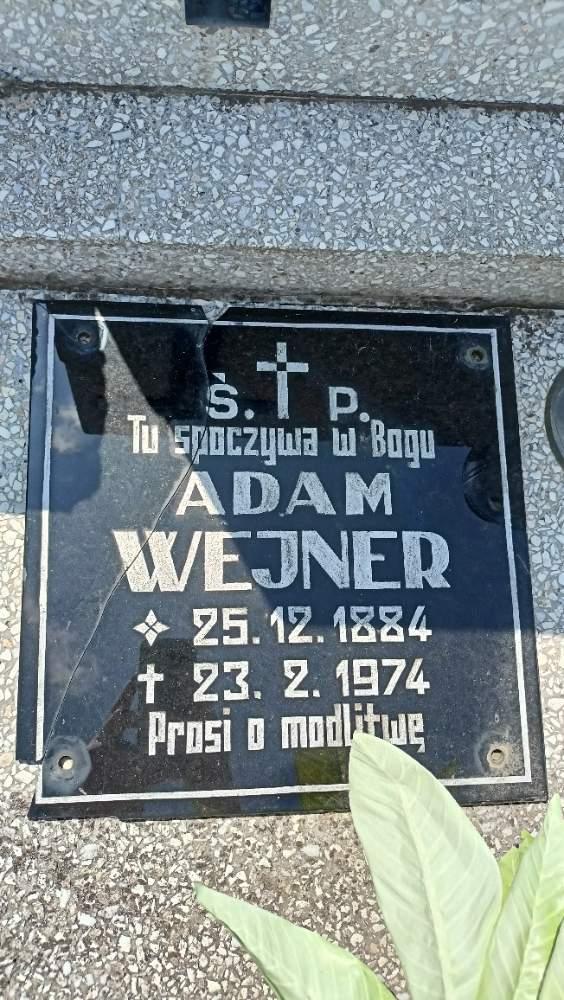 Ś. P.
Tu spoczywa w Bogu
ADAM
WEJNER
25.12.1884
23. 2. 1974
Prosi o modlitwę